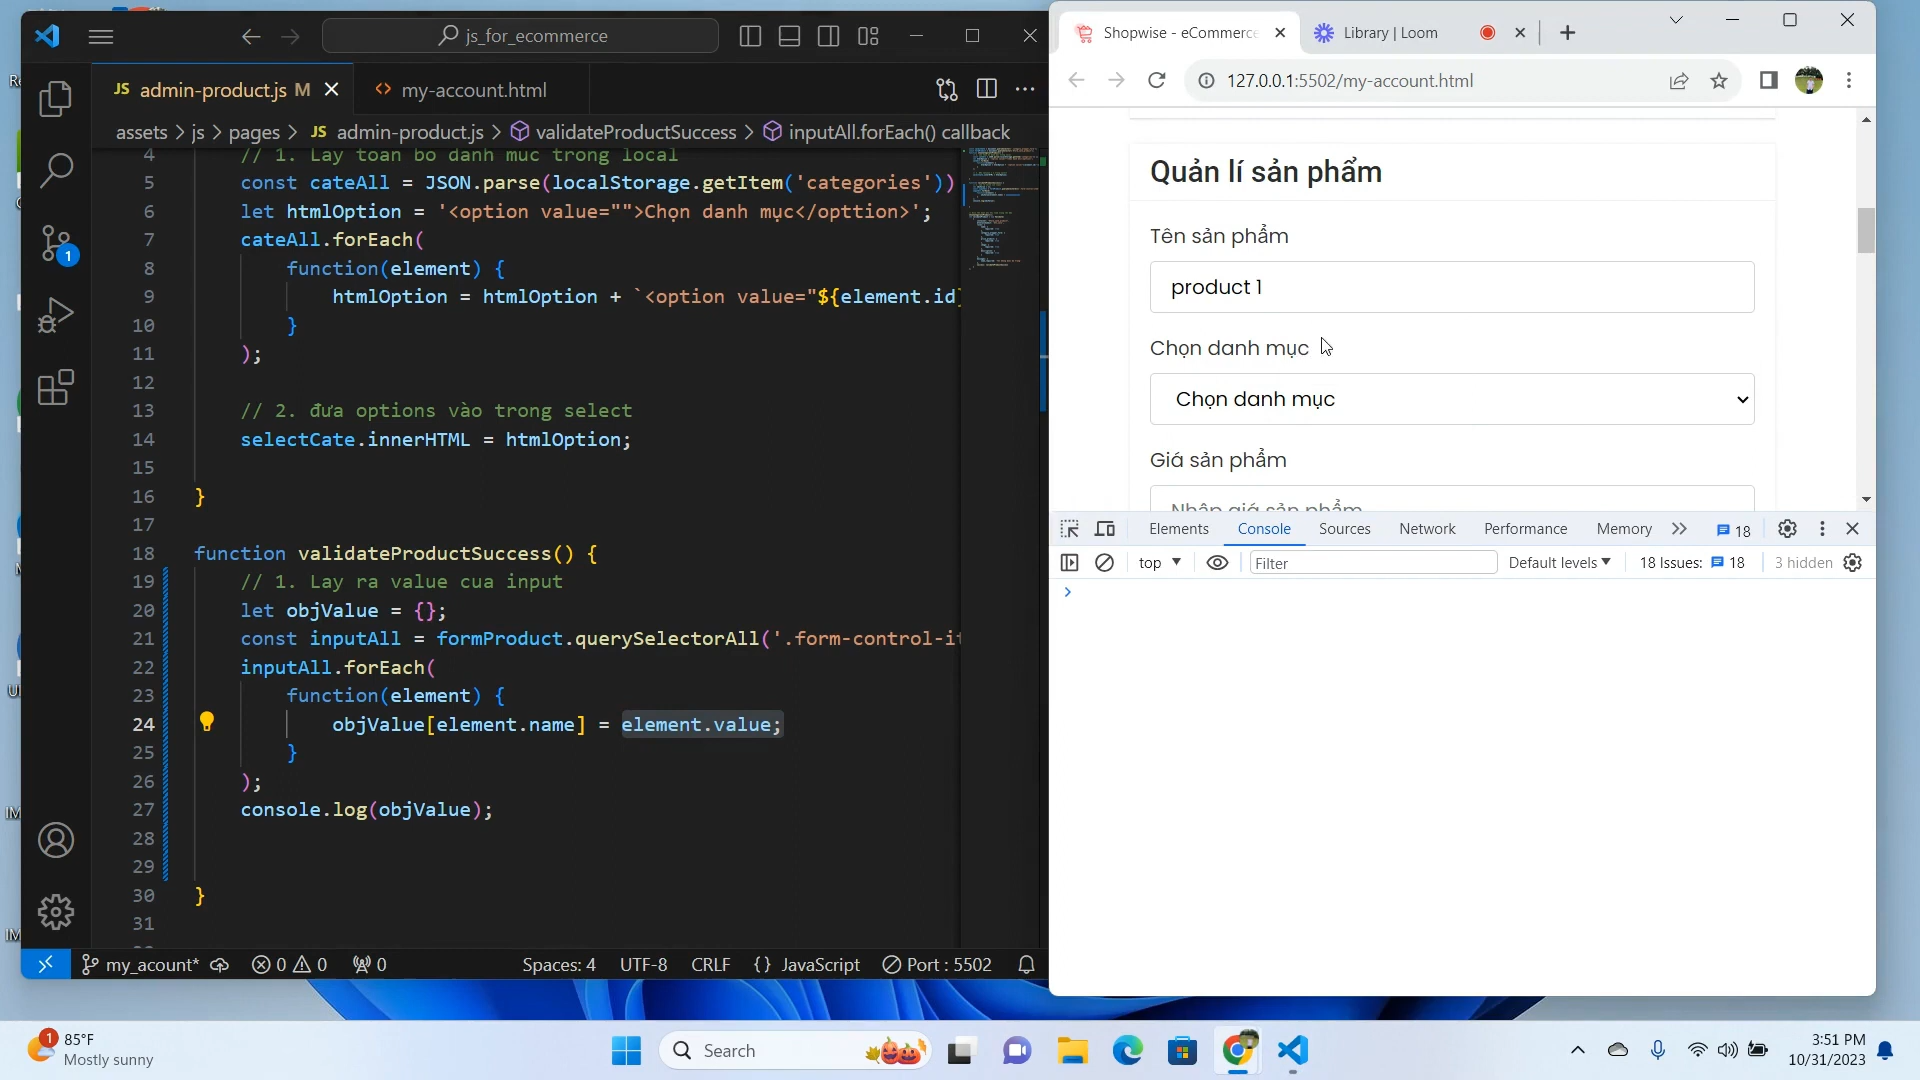 js_for_ecommerce
JS admin-product.js M
<> my-account.html
assets > js > pages > JS admin-product.js > validateProductSuccess > inputAll.forEach() callback
4 // 1. Lay toan bo danh muc trong local
5 const cateAll = JSON.parse(localStorage.getItem('categories'))
6 let htmlOption = '<option value="">Chọn danh mục</opttion>';
7 cateAll.forEach(
8 function(element) {
9 htmlOption = htmlOption + `<option value="${element.id}
10 }
11 );
12
13 // 2. đưa options vào trong select
14 selectCate.innerHTML = htmlOption;
15
16 }
17
18 function validateProductSuccess() {
19 // 1. Lay ra value cua input
20 let objValue = {};
21 const inputAll = formProduct.querySelectorAll('.form-control-it
22 inputAll.forEach(
23 function(element) {
24 objValue[element.name] = element.value;
25 }
26 );
27 console.log(objValue);
28
29
30 }
31
1
my_acount* 0 0 0 Spaces: 4 UTF-8 CRLF {} JavaScript Port : 5502
Shopwise - eCommerc
Library | Loom
127.0.0.1:5502/my-account.html
Quản lí sản phẩm
Tên sản phẩm
product 1
Chọn danh mục
Chọn danh mục
Giá sản phẩm
Nhập giá sản phẩm
Elements Console Sources Network Performance Memory 18
top Filter Default levels 18 Issues: 18 3 hidden
1
85°F
Mostly sunny
Search
3:51 PM
10/31/2023